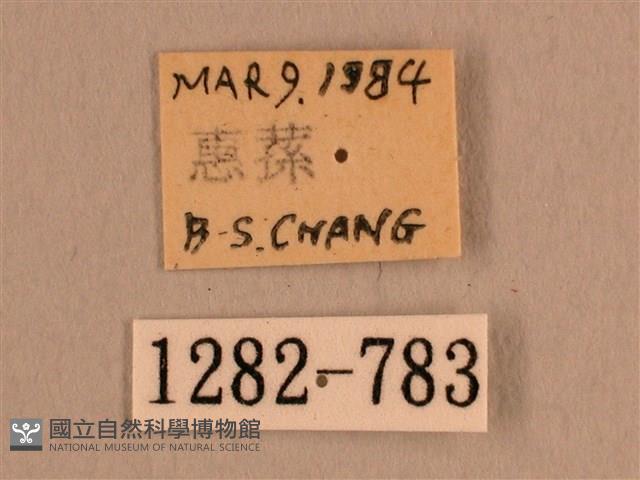 MAR 9. 1984
惠蓀
B-S. CHANG
1282-783
國立自然科學博物館
NATIONAL MUSEUM OF NATURAL SCIENCE